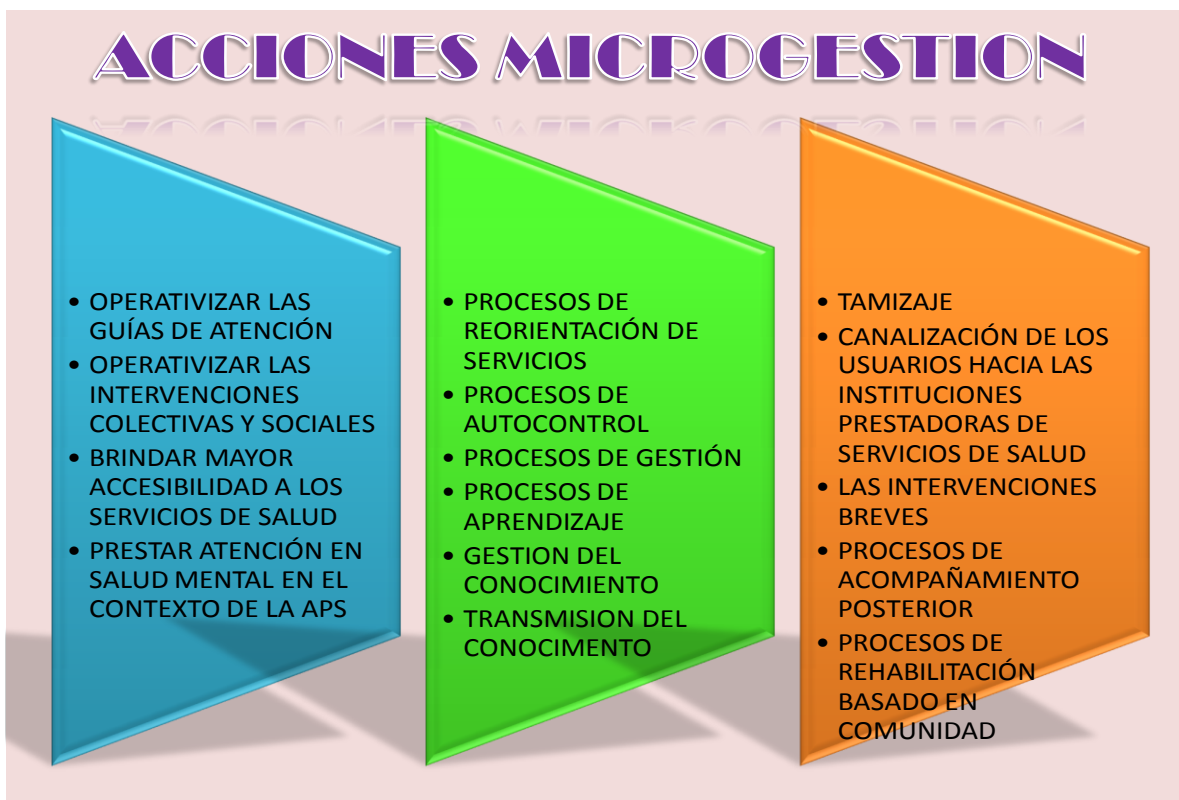 ACCIONES MICROGESTION
• OPERATIVIZAR LAS
GUÍAS DE ATENCIÓN
• OPERATIVIZAR LAS
INTERVENCIONES
COLECTIVAS Y SOCIALES
• BRINDAR MAYOR
ACCESIBILIDAD A LOS
SERVICIOS DE SALUD
• PRESTAR ATENCIÓN EN
SALUD MENTAL EN EL
CONTEXTO DE LA APS
• PROCESOS DE
REORIENTACIÓN DE
SERVICIOS
• PROCESOS DE
AUTOCONTROL
• PROCESOS DE GESTIÓN
• PROCESOS DE
APRENDIZAJE
• GESTION DEL
CONOCIMIENTO
• TRANSMISION DEL
CONOCIMENTO
• TAMIZAJE
• CANALIZACIÓN DE LOS
USUARIOS HACIA LAS
INSTITUCIONES
PRESTADORAS DE
SERVICIOS DE SALUD
• LAS INTERVENCIONES
BREVES
• PROCESOS DE
ACOMPAÑAMIENTO
POSTERIOR
• PROCESOS DE
REHABILITACIÓN
BASADO EN
COMUNIDAD